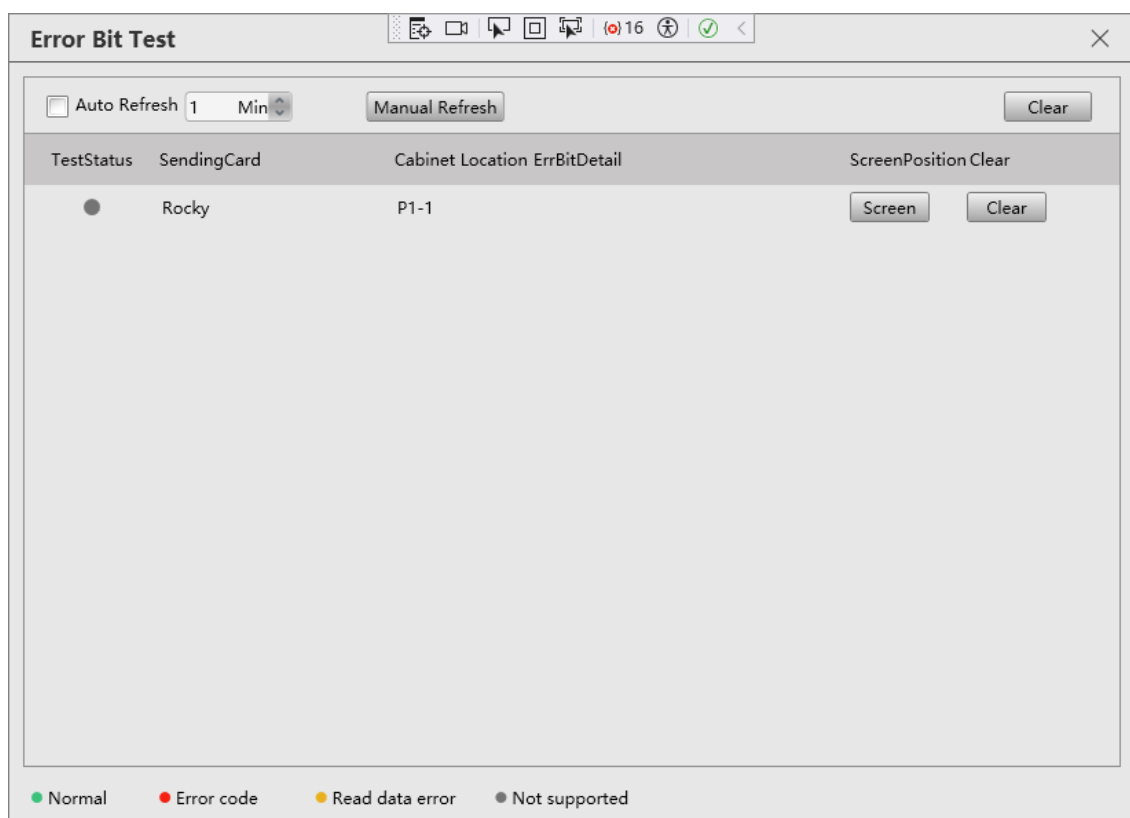 Error Bit Test
16
Auto Refresh 1 Min Manual Refresh Clear
TestStatus SendingCard Cabinet Location ErrBitDetail ScreenPosition Clear
Rocky P1-1 Screen Clear
Normal Error code Read data error Not supported